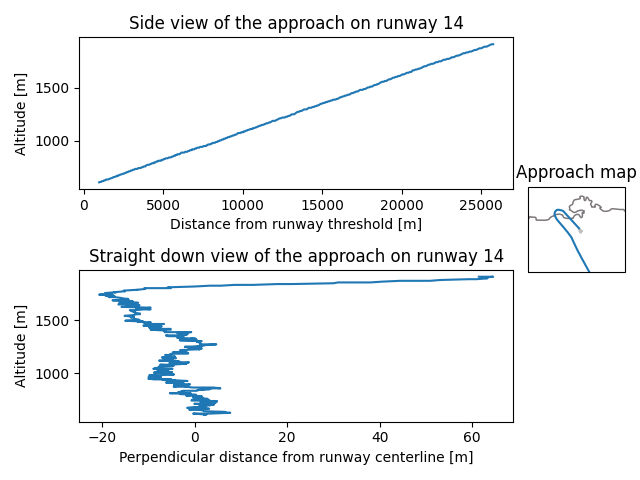 Side view of the approach on runway 14
Altitude [m]
1500
1000
0
5000
10000
15000
20000
25000
Distance from runway threshold [m]
Approach map
Straight down view of the approach on runway 14
Altitude [m]
1500
1000
−20
0
20
40
60
Perpendicular distance from runway centerline [m]